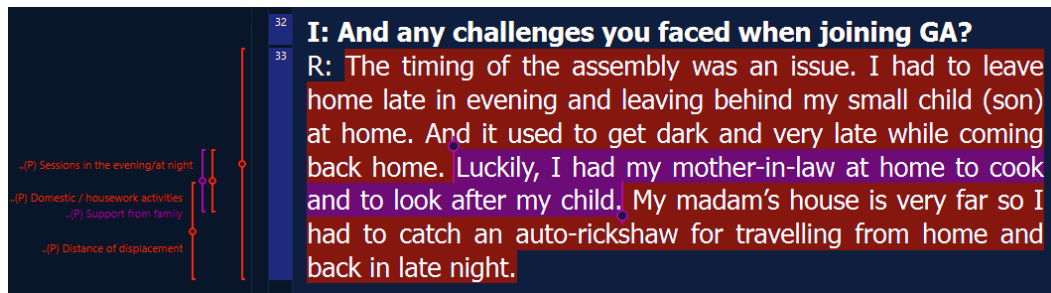 32
I: And any challenges you faced when joining GA?
33
R: The timing of the assembly was an issue. I had to leave
home late in evening and leaving behind my small child (son)
at home. And it used to get dark and very late while coming
back home. Luckily, I had my mother-in-law at home to cook
and to look after my child. My madam’s house is very far so I
had to catch an auto-rickshaw for travelling from home and
back in late night.
..(P) Sessions in the evening/at night
..(P) Domestic / housework activities
..(P) Support from family
..(P) Distance of displacement